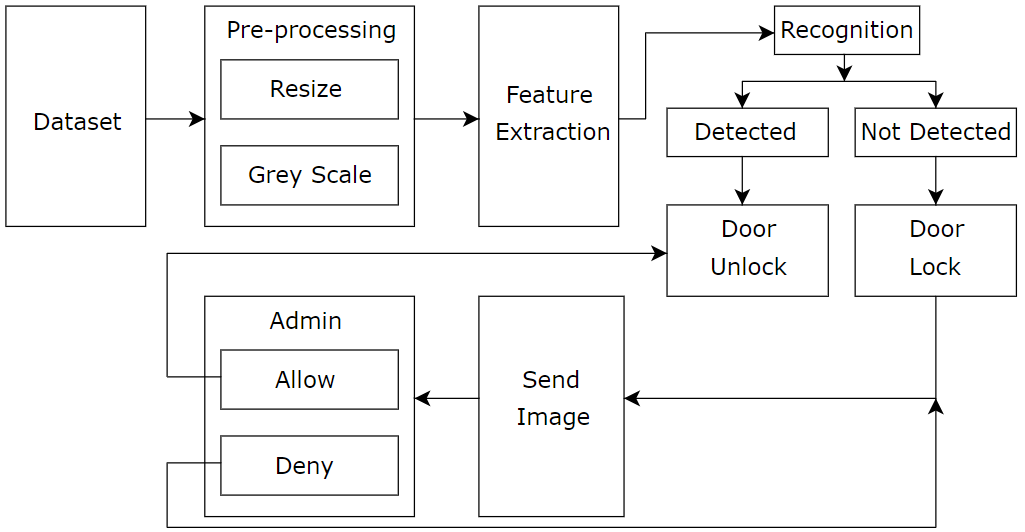 Dataset
Pre-processing
Resize
Grey Scale
Feature
Extraction
Recognition
Detected
Not Detected
Door
Unlock
Door
Lock
Admin
Allow
Deny
Send
Image